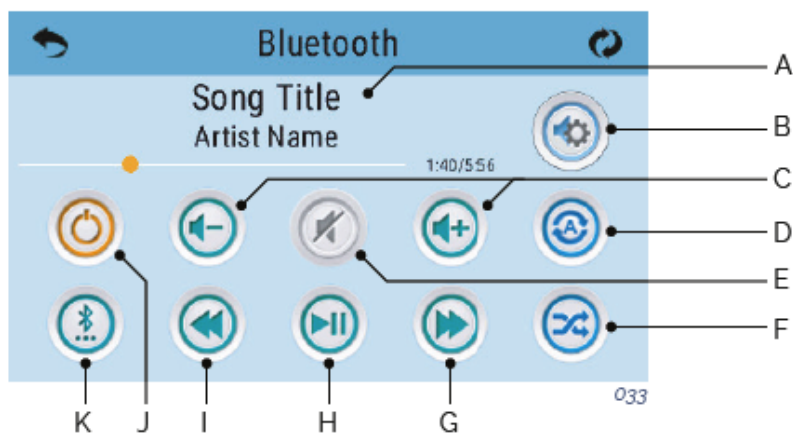 Bluetooth
A
Song Title
Artist Name
B
1:40/5:56
C
A
D
E
F
033
K
J
I
H
G